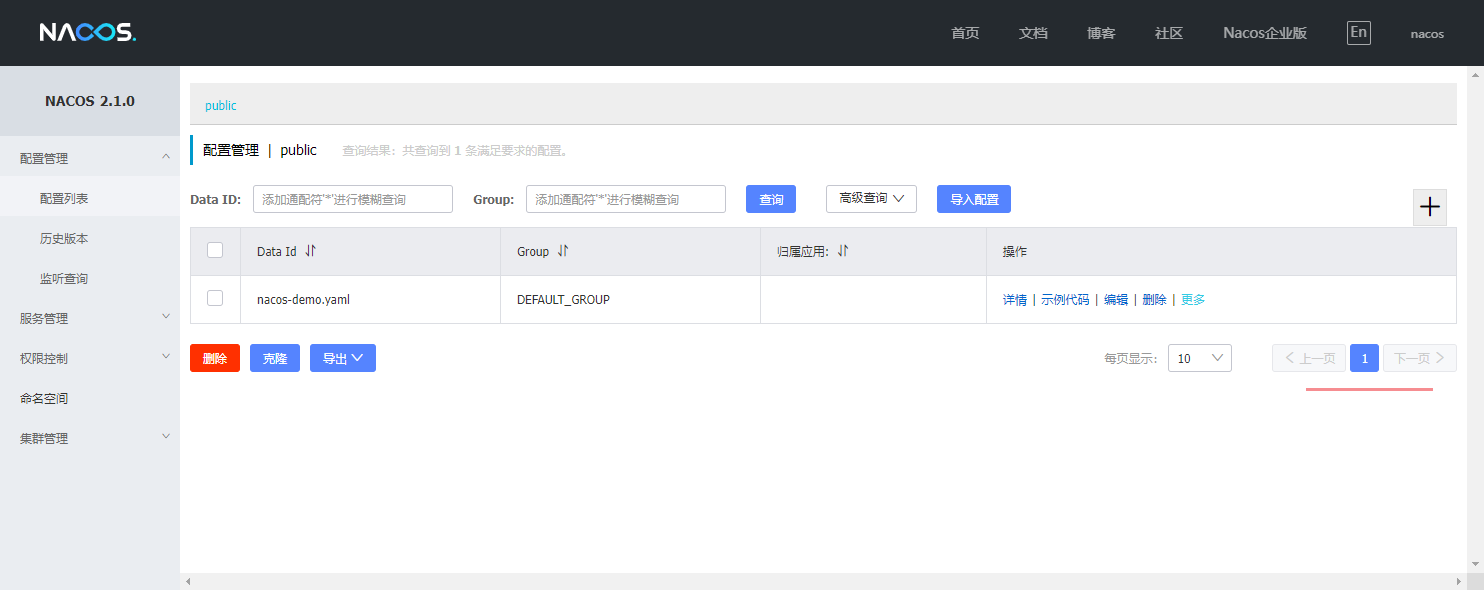 NACOS.
首页 文档 博客 社区 Nacos企业版 En nacos
NACOS 2.1.0
配置管理
配置列表
历史版本
监听查询
服务管理
权限控制
命名空间
集群管理
public
配置管理 | public 查询结果：共查询到 1 条满足要求的配置。
Data ID: 添加通配符'*'进行模糊查询 Group: 添加通配符'*'进行模糊查询 查询 高级查询 导入配置
Data Id Group 归属应用: 操作
nacos-demo.yaml DEFAULT_GROUP 详情 | 示例代码 | 编辑 | 删除 | 更多
删除 克隆 导出 每页显示: 10 上一页 1 下一页